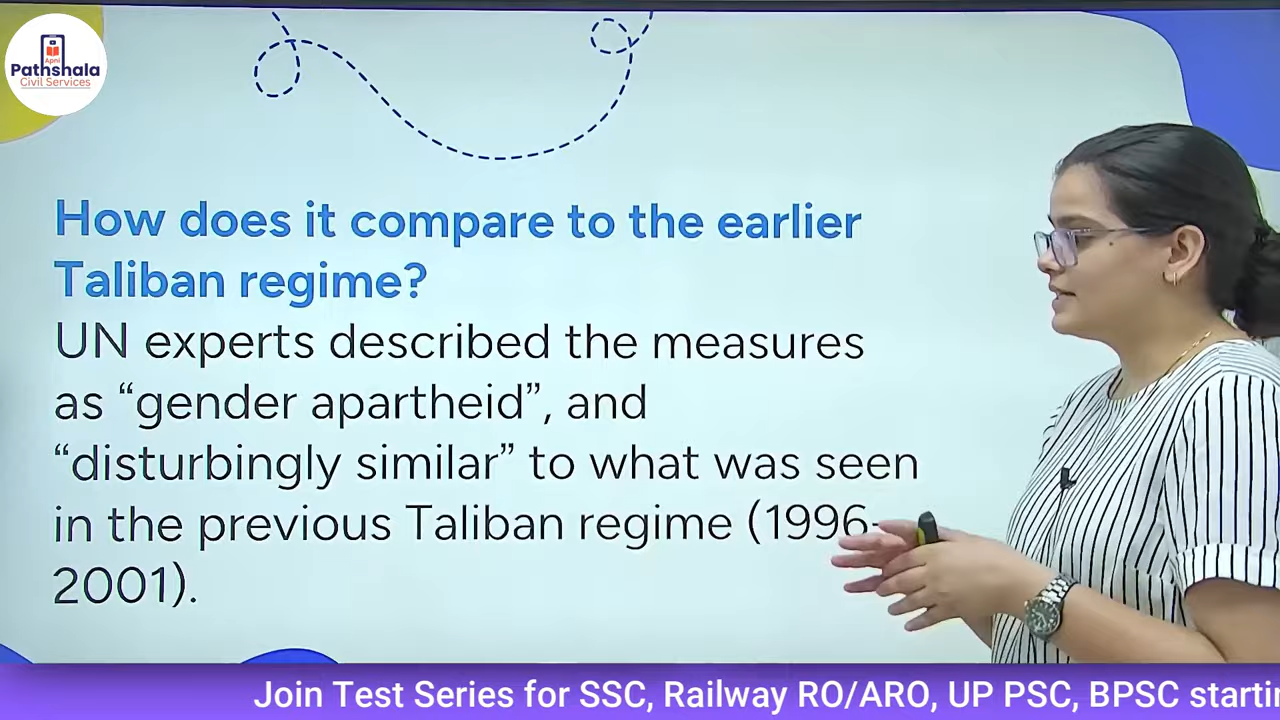 Apni
Pathshala
Civil Services
How does it compare to the earlier
Taliban regime?
UN experts described the measures
as “gender apartheid”, and
“disturbingly similar” to what was seen
in the previous Taliban regime (1996-
2001).
Join Test Series for SSC, Railway RO/ARO, UP PSC, BPSC startin